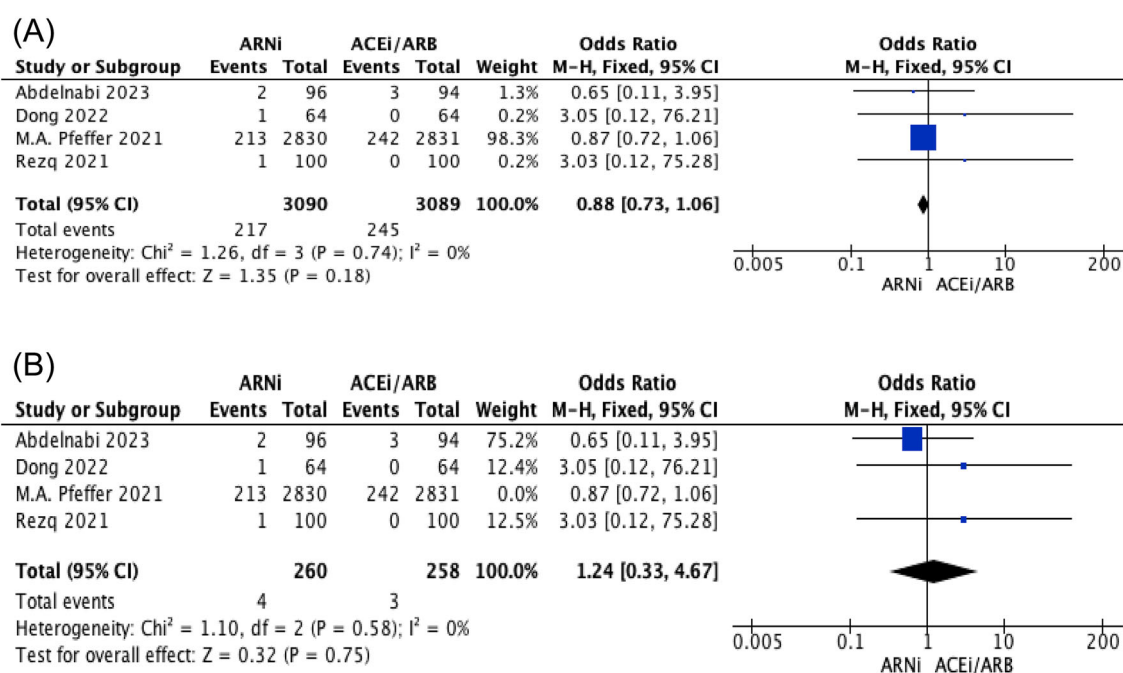 (A)
ARNi ACEi/ARB Odds Ratio Odds Ratio
Study or Subgroup Events Total Events Total Weight M-H, Fixed, 95% CI M-H, Fixed, 95% CI
Abdelnabi 2023 2 96 3 94 1.3% 0.65 [0.11, 3.95]
Dong 2022 1 64 0 64 0.2% 3.05 [0.12, 76.21]
M.A. Pfeffer 2021 213 2830 242 2831 98.3% 0.87 [0.72, 1.06]
Rezq 2021 1 100 0 100 0.2% 3.03 [0.12, 75.28]
Total (95% CI) 3090 3089 100.0% 0.88 [0.73, 1.06]
Total events 217 245
Heterogeneity: Chi² = 1.26, df = 3 (P = 0.74); I² = 0%
Test for overall effect: Z = 1.35 (P = 0.18)
0.005 0.1 1 10 200
ARNi ACEi/ARB
(B)
ARNi ACEi/ARB Odds Ratio Odds Ratio
Study or Subgroup Events Total Events Total Weight M-H, Fixed, 95% CI M-H, Fixed, 95% CI
Abdelnabi 2023 2 96 3 94 75.2% 0.65 [0.11, 3.95]
Dong 2022 1 64 0 64 12.4% 3.05 [0.12, 76.21]
M.A. Pfeffer 2021 213 2830 242 2831 0.0% 0.87 [0.72, 1.06]
Rezq 2021 1 100 0 100 12.5% 3.03 [0.12, 75.28]
Total (95% CI) 260 258 100.0% 1.24 [0.33, 4.67]
Total events 4 3
Heterogeneity: Chi² = 1.10, df = 2 (P = 0.58); I² = 0%
Test for overall effect: Z = 0.32 (P = 0.75)
0.005 0.1 1 10 200
ARNi ACEi/ARB